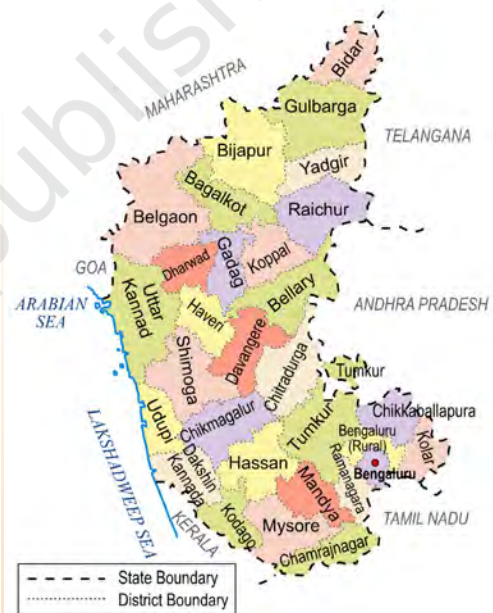 Bidar
MAHARASHTRA
Gulbarga
TELANGANA
Bijapur
Yadgir
Bagalkot
Raichur
Belgaon
Gadag
Koppal
Dharwad
GOA
Bellary
Uttar
Kannad
ARABIAN
SEA
ANDHRA PRADESH
Haveri
Davangere
Shimoga
Chitradurga
Tumkur
Chikkaballapura
Udupi
Chikmagalur
Tumkur
Bengaluru
(Rural)
Kolar
LAKSHADWEEP SEA
Dakshin
Kannada
Hassan
Ramanagara
Bengaluru
Mandya
Kodago
Mysore
TAMIL NADU
KERALA
Chamrajnagar
State Boundary
District Boundary
publish